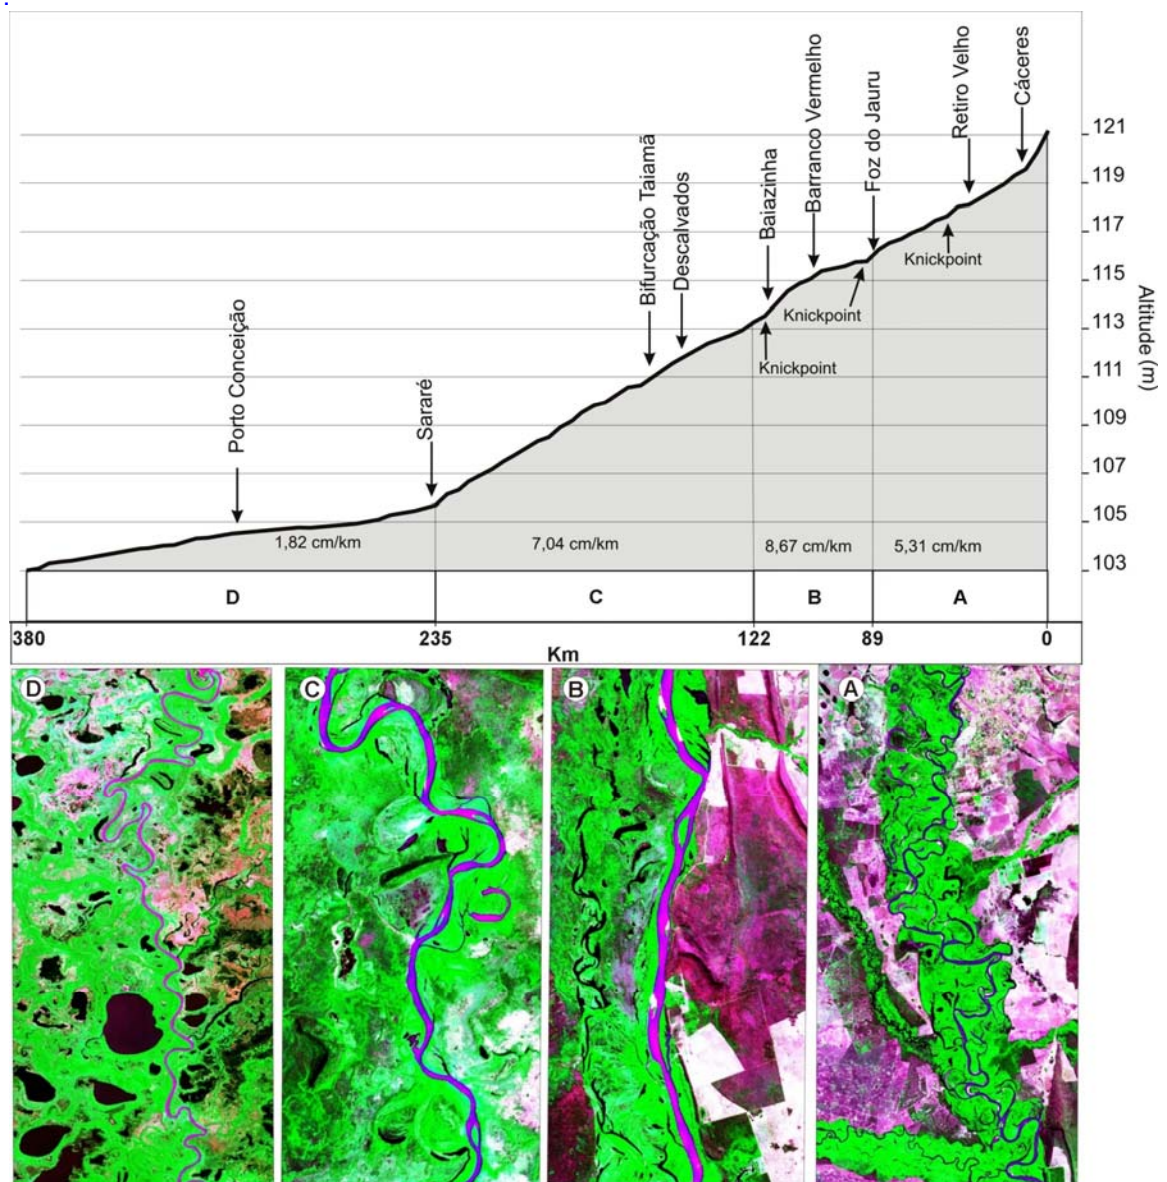 Porto Conceição
Sararé
Bifurcação Taiamã
Descalvados
Baiazinha
Barranco Vermelho
Foz do Jauru
Retiro Velho
Cáceres
Knickpoint
Knickpoint
Knickpoint
121
119
117
115
113
111
109
107
105
103
Altitude (m)
1,82 cm/km
7,04 cm/km
8,67 cm/km
5,31 cm/km
D
C
B
A
380
235
122
89
0
Km
D
C
B
A